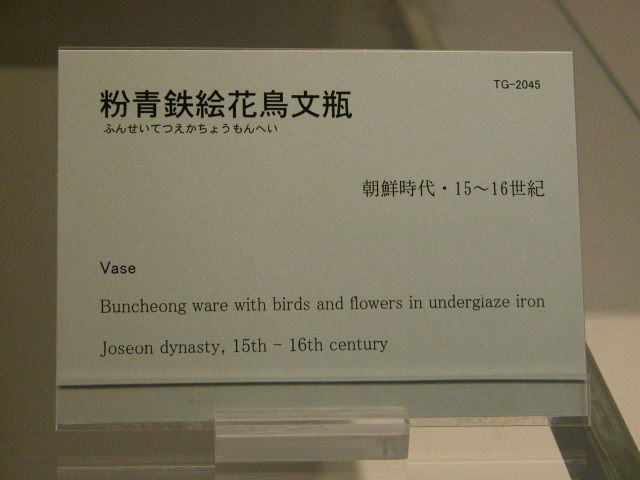 TG-2045
粉青鉄絵花鳥文瓶
ふんせいてつえかちょうもんへい
朝鮮時代・15～16世紀
Vase
Buncheong ware with birds and flowers in undergiaze iron
Joseon dynasty, 15th - 16th century